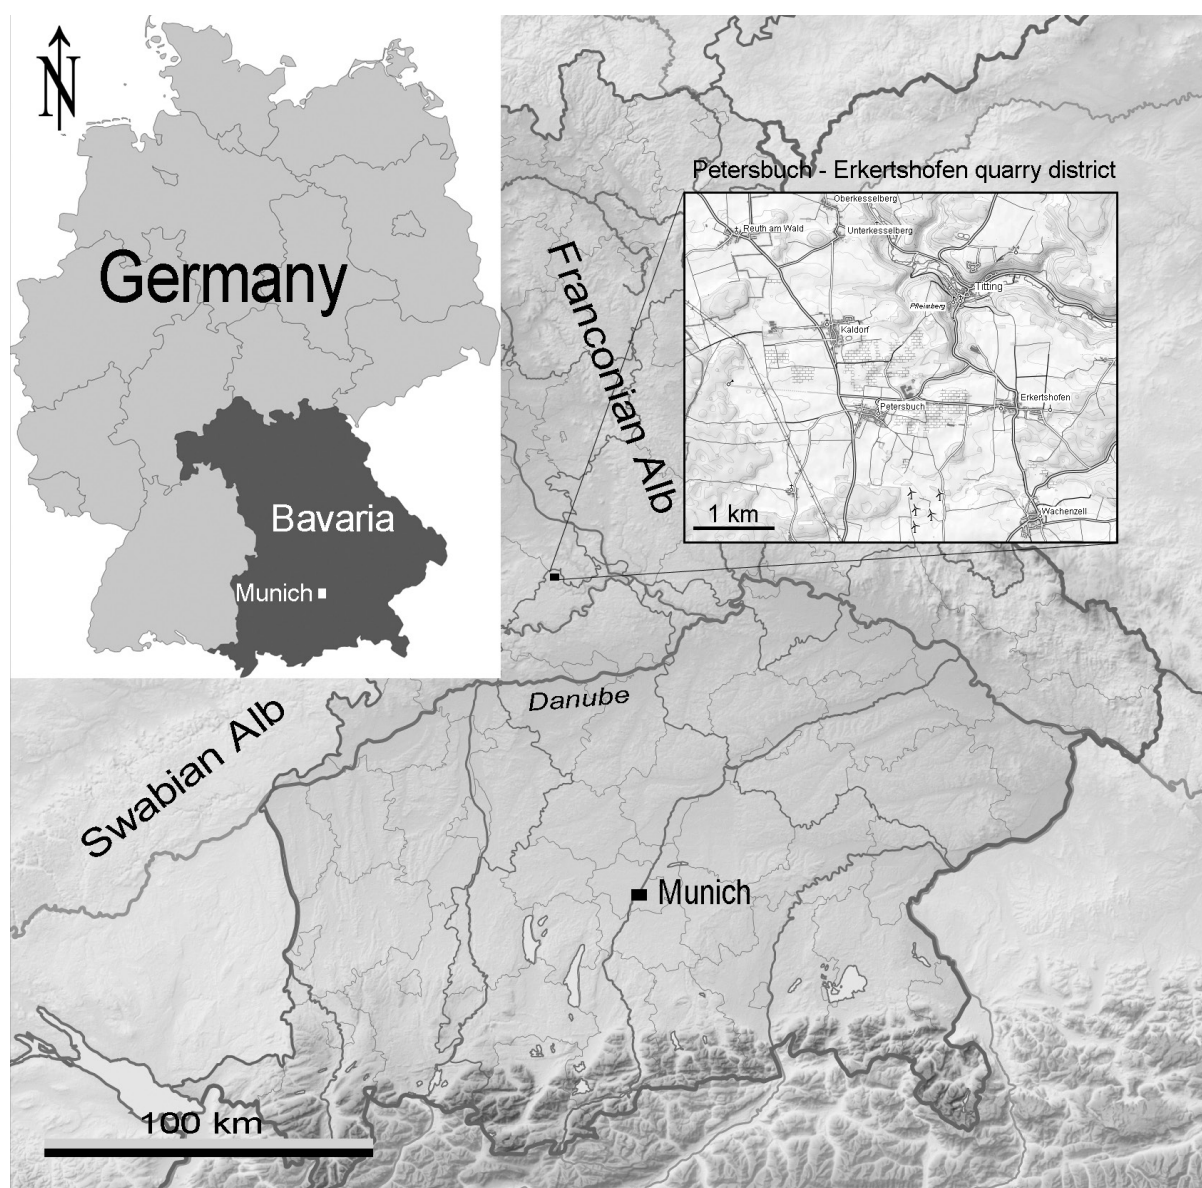 N
Germany
Bavaria
Munich
Petersbuch - Erkertshofen quarry district
Oberkesselberg
Reuth am Wald
Unterkesselberg
Titting
Pfleimberg
Kaldorf
Erkertshofen
Petersbuch
1 km
Wachenzell
Franconian Alb
Danube
Swabian Alb
Munich
100 km